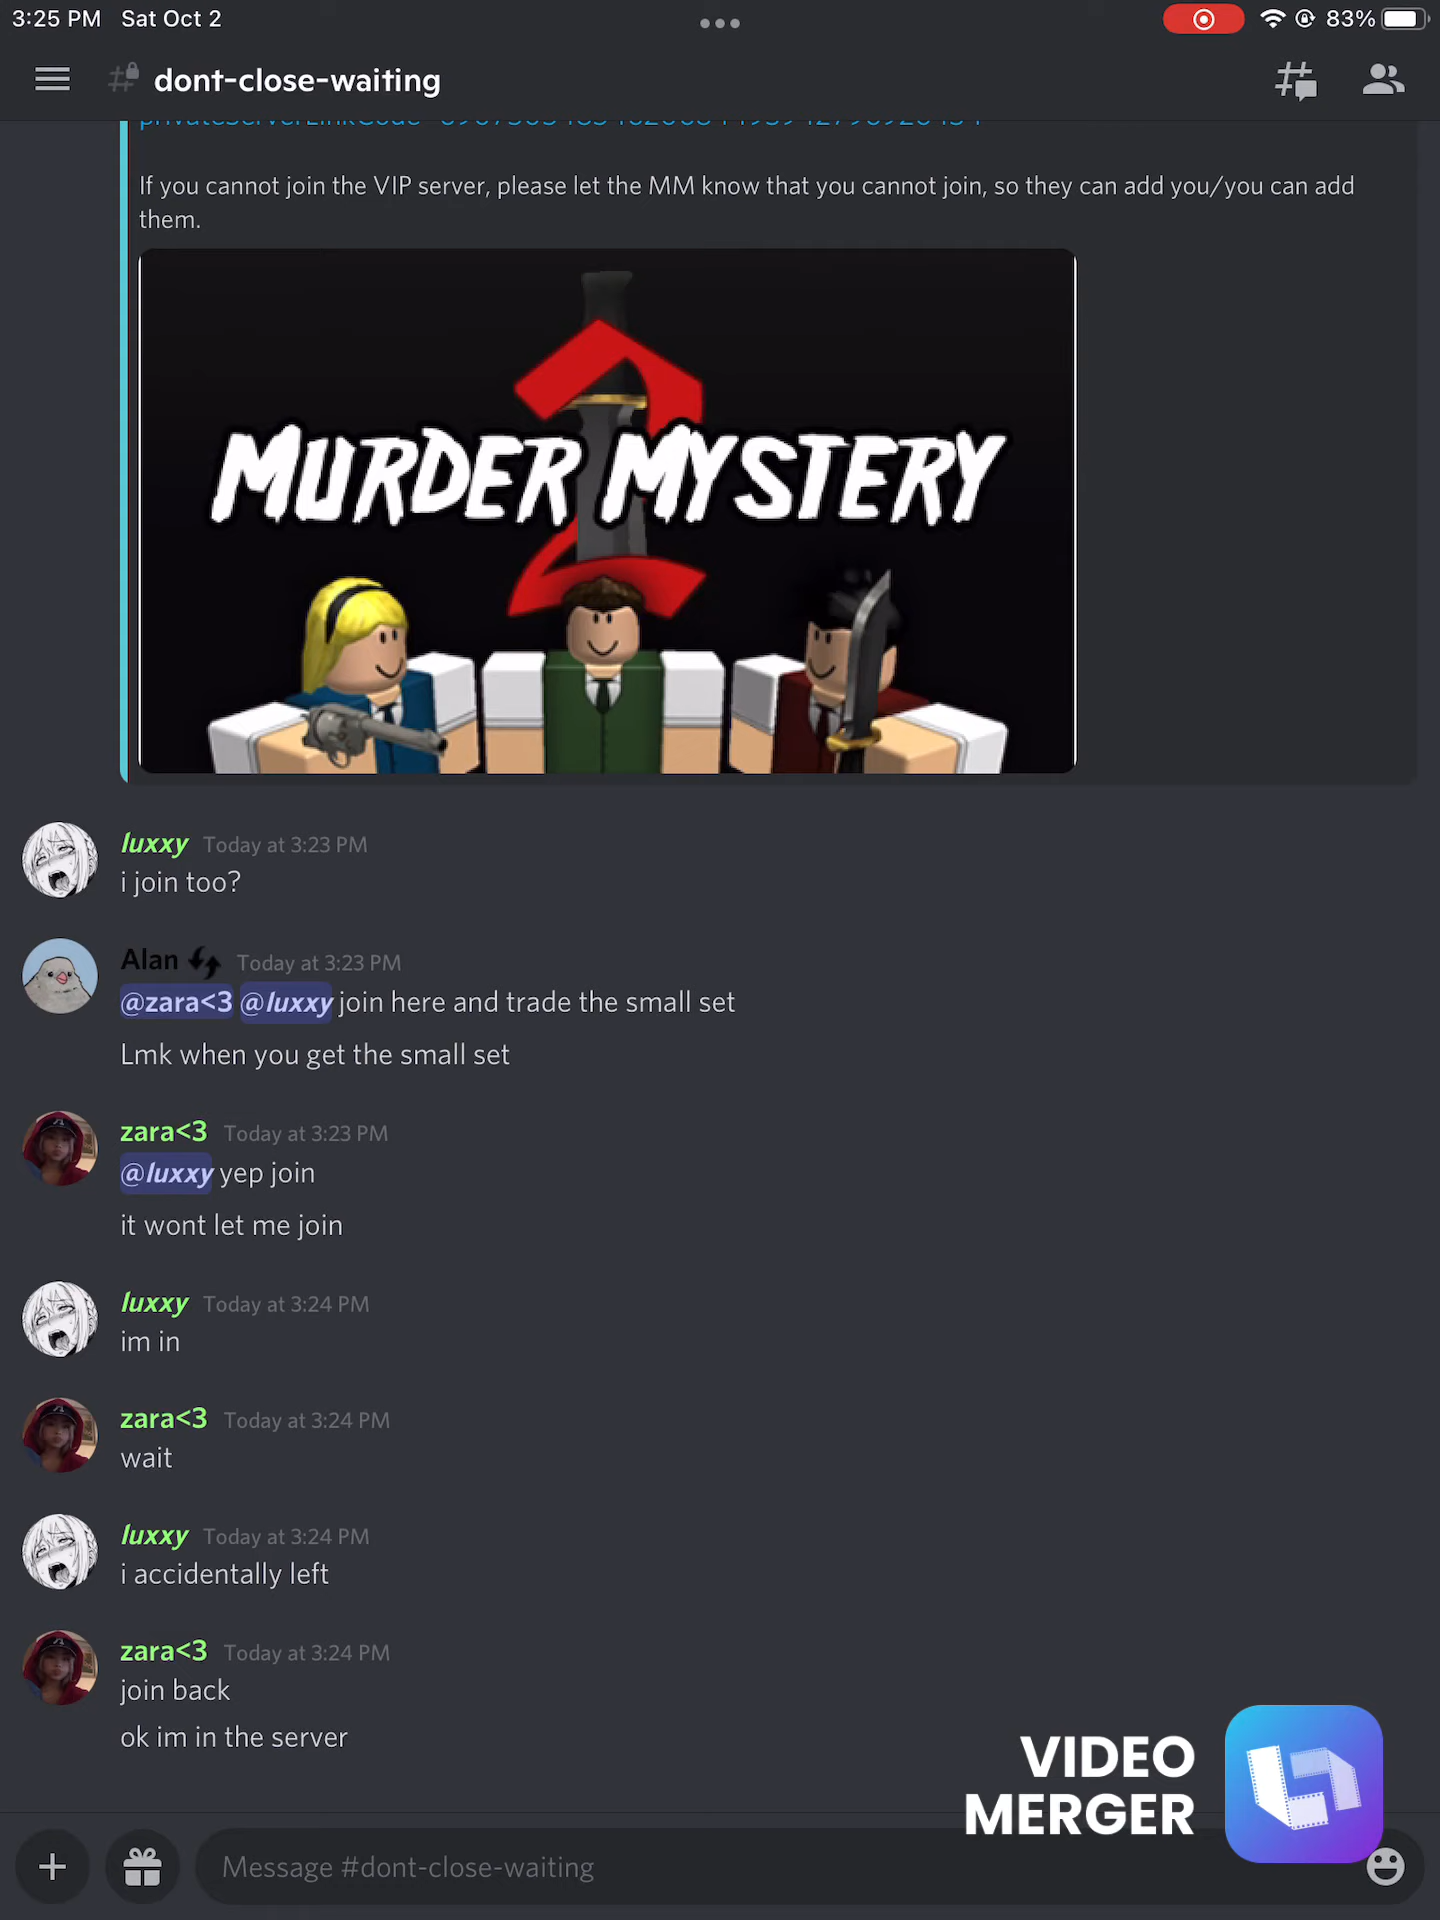 3:25 PM Sat Oct 2
83%
dont-close-waiting
If you cannot join the VIP server, please let the MM know that you cannot join, so they can add you/you can add
them.
MURDER MYSTERY
2
luxxy Today at 3:23 PM
i join too?
Alan Today at 3:23 PM
@zara<3 @luxxy join here and trade the small set
Lmk when you get the small set
zara<3 Today at 3:23 PM
@luxxy yep join
it wont let me join
luxxy Today at 3:24 PM
im in
zara<3 Today at 3:24 PM
wait
luxxy Today at 3:24 PM
i accidentally left
zara<3 Today at 3:24 PM
join back
ok im in the server
VIDEO
MERGER
Message #dont-close-waiting